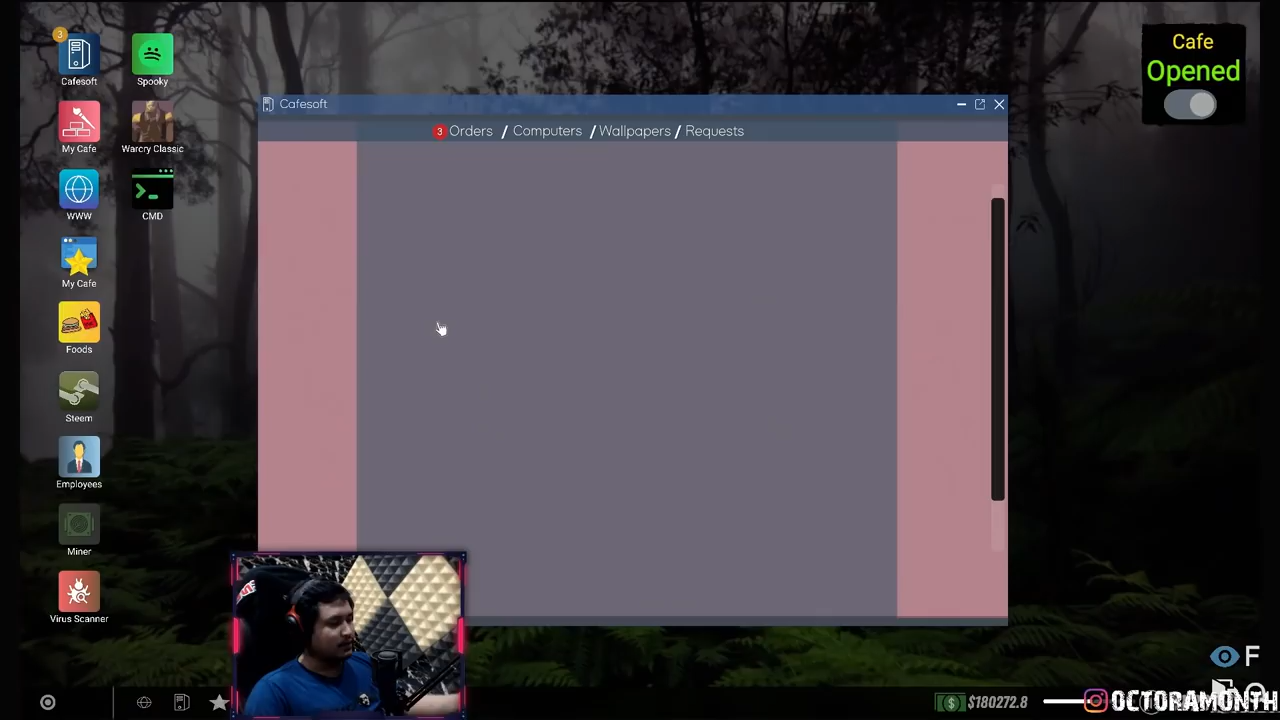 3
Cafesoft
Spooky
My Cafe
Warcry Classic
WWW
CMD
My Cafe
Foods
Steem
Employees
Miner
Virus Scanner
Cafesoft
3 Orders / Computers / Wallpapers / Requests
Cafe
Opened
F
$180272.8
OCTORAMONTH